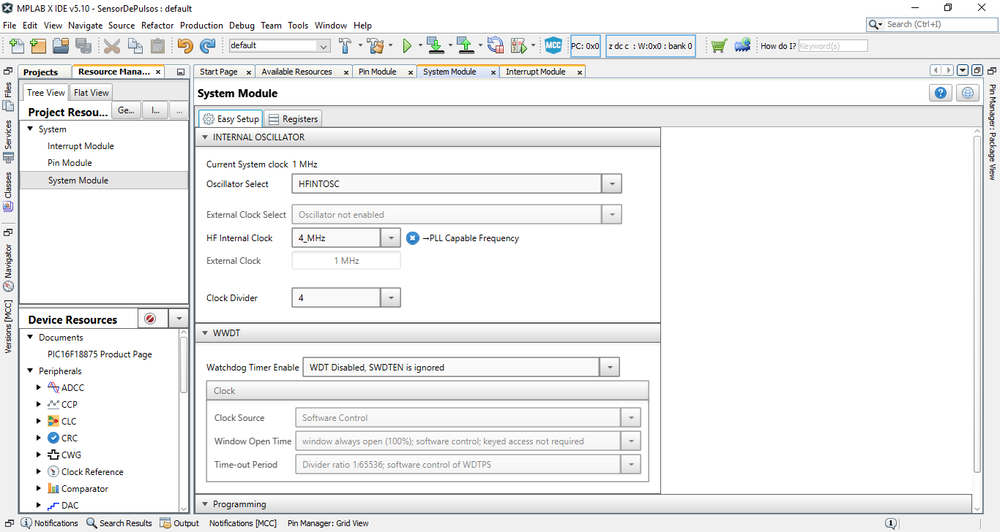 MPLAB X IDE v5.10 - SensorDePulsos : default
File Edit View Navigate Source Refactor Production Debug Team Tools Window Help
Search (Ctrl+I)
default
PC: 0x0
z dc c : W:0x0 : bank 0
How do I? Keyword(s)
Projects
Resource Mana... ×
Start Page ×
Available Resources ×
Pin Module ×
System Module ×
Interrupt Module ×
Files
Services
Classes
Navigator
Versions [MCC]
Tree View
Flat View
Project Resou...
Ge...
I...
...
System
Interrupt Module
Pin Module
System Module
Device Resources
Documents
PIC16F18875 Product Page
Peripherals
ADCC
CCP
CLC
CRC
CWG
Clock Reference
Comparator
DAC
System Module
Easy Setup
Registers
INTERNAL OSCILLATOR
Current System clock 1 MHz
Oscillator Select HFINTOSC
External Clock Select Oscillator not enabled
HF Internal Clock 4_MHz →PLL Capable Frequency
External Clock 1 MHz
Clock Divider 4
WWDT
Watchdog Timer Enable WDT Disabled, SWDTEN is ignored
Clock
Clock Source Software Control
Window Open Time window always open (100%); software control; keyed access not required
Time-out Period Divider ratio 1:65536; software control of WDTPS
Programming
Pin Manager: Package View
Notifications
Search Results
Output
Notifications [MCC]
Pin Manager: Grid View
MCC